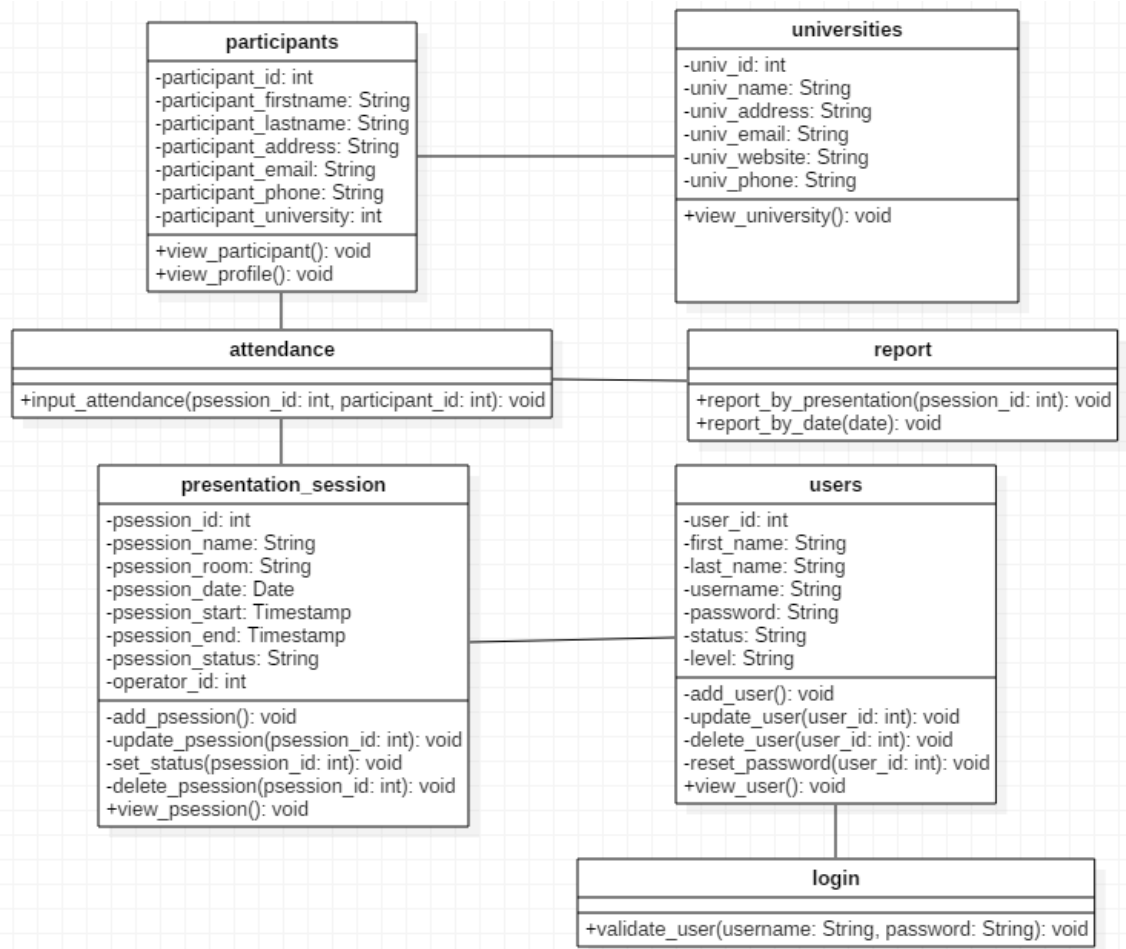 participants
-participant_id: int
-participant_firstname: String
-participant_lastname: String
-participant_address: String
-participant_email: String
-participant_phone: String
-participant_university: int
+view_participant(): void
+view_profile(): void
universities
-univ_id: int
-univ_name: String
-univ_address: String
-univ_email: String
-univ_website: String
-univ_phone: String
+view_university(): void
attendance
+input_attendance(psession_id: int, participant_id: int): void
report
+report_by_presentation(psession_id: int): void
+report_by_date(date): void
presentation_session
-psession_id: int
-psession_name: String
-psession_room: String
-psession_date: Date
-psession_start: Timestamp
-psession_end: Timestamp
-psession_status: String
-operator_id: int
-add_psession(): void
-update_psession(psession_id: int): void
-set_status(psession_id: int): void
-delete_psession(psession_id: int): void
+view_psession(): void
users
-user_id: int
-first_name: String
-last_name: String
-username: String
-password: String
-status: String
-level: String
-add_user(): void
-update_user(user_id: int): void
-delete_user(user_id: int): void
-reset_password(user_id: int): void
+view_user(): void
login
+validate_user(username: String, password: String): void